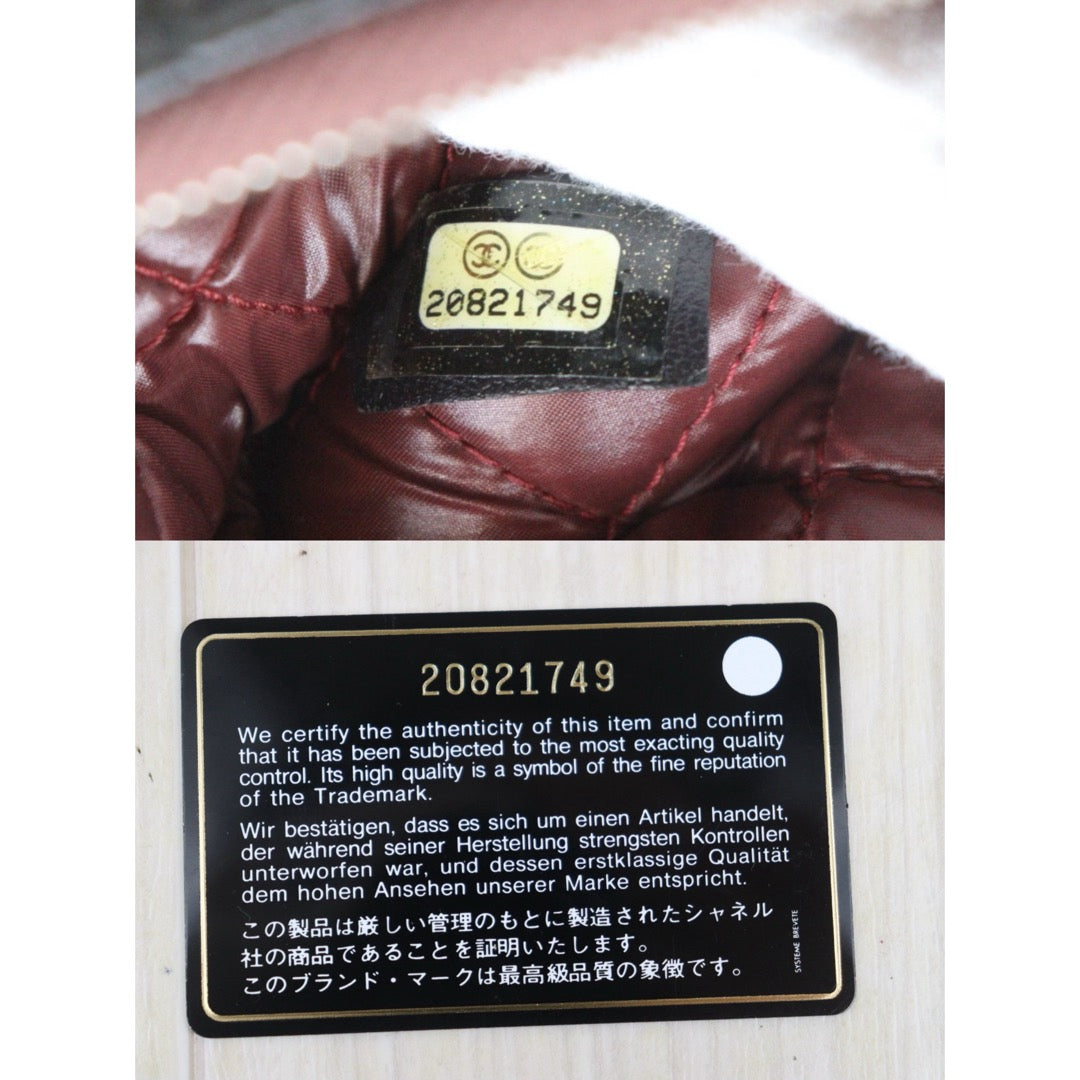 20821749
20821749
We certify the authenticity of this item and confirm
that it has been subjected to the most exacting quality
control. Its high quality is a symbol of the fine reputation
of the Trademark.
Wir bestätigen, dass es sich um einen Artikel handelt,
der während seiner Herstellung strengsten Kontrollen
unterworfen war, und dessen erstklassige Qualität
dem hohen Ansehen unserer Marke entspricht.
この製品は厳しい管理のもとに製造されたシャネル
社の商品であることを証明いたします。
このブランド・マークは最高級品質の象徴です。
SYSTEME BREVETE